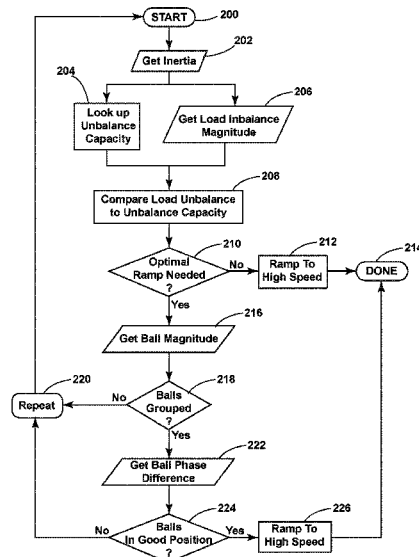 START
200
202
Get Inertia
204
206
Look up
Unbalance
Capacity
Get Load Inbalance
Magnitude
208
Compare Load Unbalance
to Unbalance Capacity
210
212
214
Optimal
Ramp Needed
?
No
Ramp To
High Speed
DONE
Yes
216
Get Ball Magnitude
220
218
Repeat
No
Balls
Grouped
?
Yes
222
Get Ball Phase
Difference
224
226
No
Balls
In Good Position
?
Yes
Ramp To
High Speed